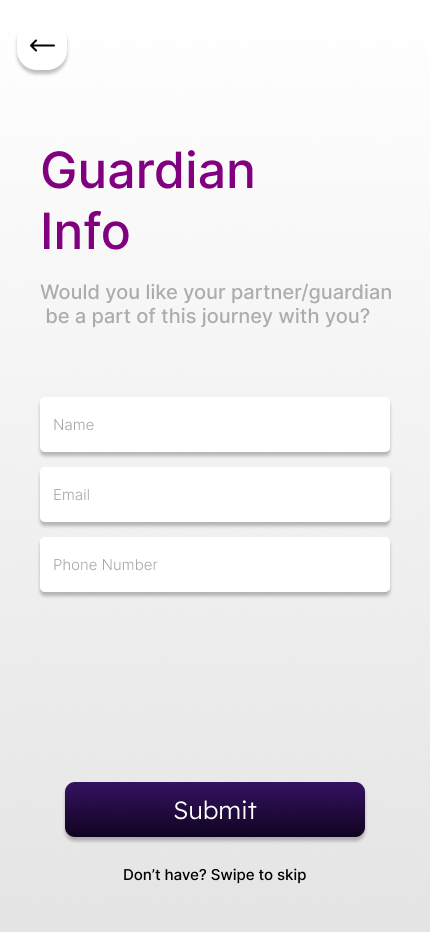 Guardian
Info
Would you like your partner/guardian
be a part of this journey with you?
Name
Email
Phone Number
Submit
Don’t have? Swipe to skip